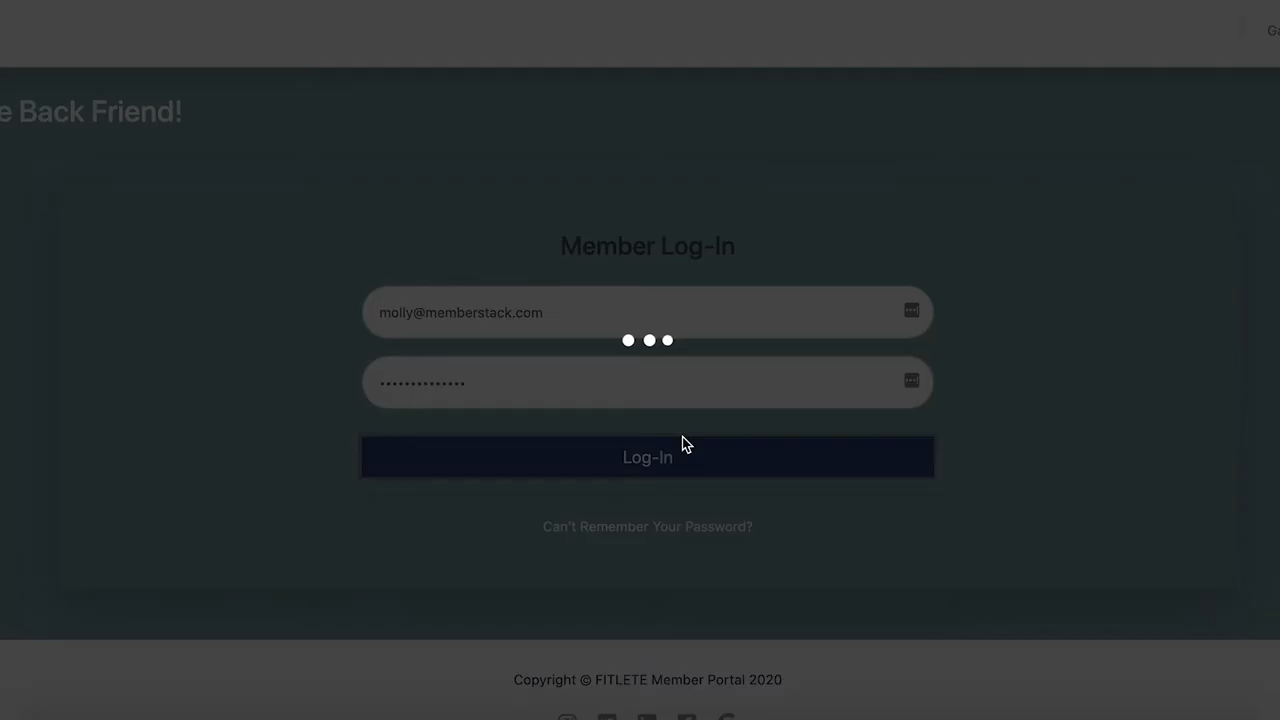 e Back Friend!
Member Log-In
molly@memberstack.com
••••••••••••••
Log-In
Can't Remember Your Password?
Copyright © FITLETE Member Portal 2020